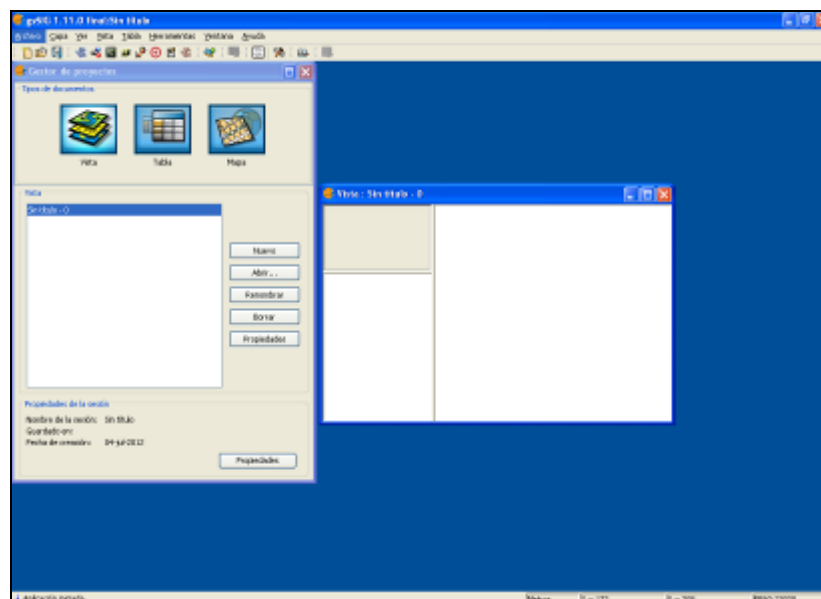 gvSIG 1.11.0 final:Sin título
Archivo Capa Ver Vista Tabla Herramientas Ventana Ayuda
Gestor de proyectos
Tipos de documentos
Vista
Tabla
Mapa
Vista
Sin título - 0
Nuevo
Abrir...
Renombrar
Borrar
Propiedades
Vista : Sin título - 0
Propiedades de la sesión
Nombre de la sesión: Sin título
Guardado en:
Fecha de creación: 04-jul-2012
Propiedades
Metros